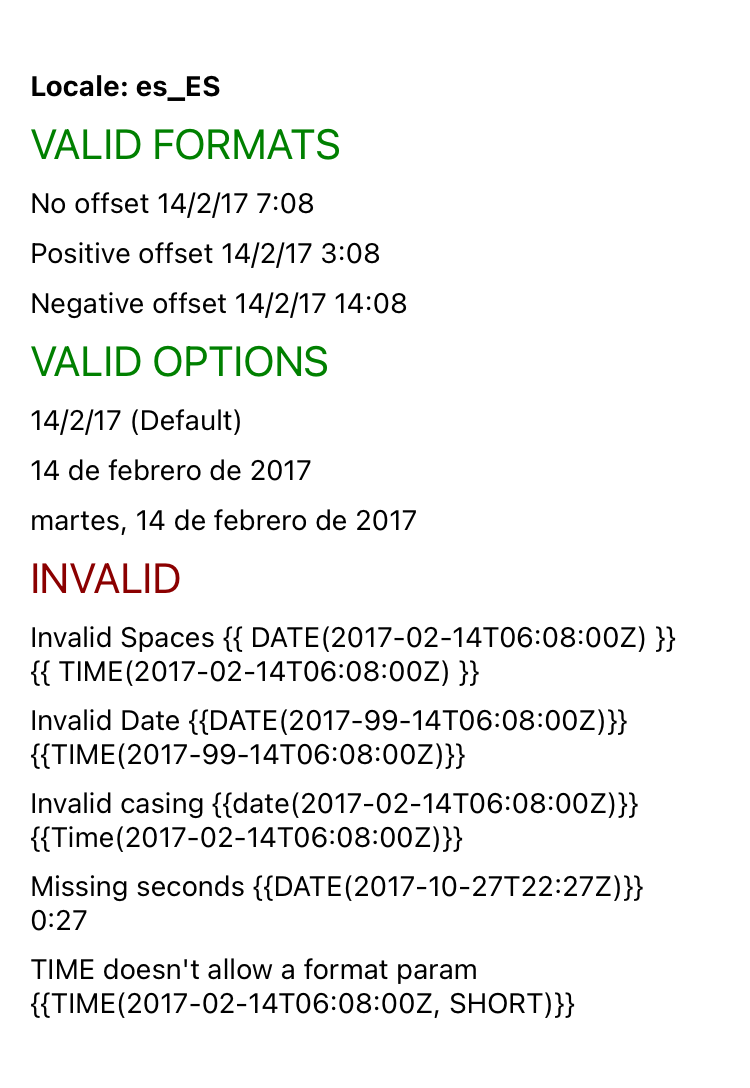 Locale: es_ES
VALID FORMATS
No offset 14/2/17 7:08
Positive offset 14/2/17 3:08
Negative offset 14/2/17 14:08
VALID OPTIONS
14/2/17 (Default)
14 de febrero de 2017
martes, 14 de febrero de 2017
INVALID
Invalid Spaces {{ DATE(2017-02-14T06:08:00Z) }}
{{ TIME(2017-02-14T06:08:00Z) }}
Invalid Date {{DATE(2017-99-14T06:08:00Z)}}
{{TIME(2017-99-14T06:08:00Z)}}
Invalid casing {{date(2017-02-14T06:08:00Z)}}
{{Time(2017-02-14T06:08:00Z)}}
Missing seconds {{DATE(2017-10-27T22:27Z)}}
0:27
TIME doesn't allow a format param
{{TIME(2017-02-14T06:08:00Z, SHORT)}}